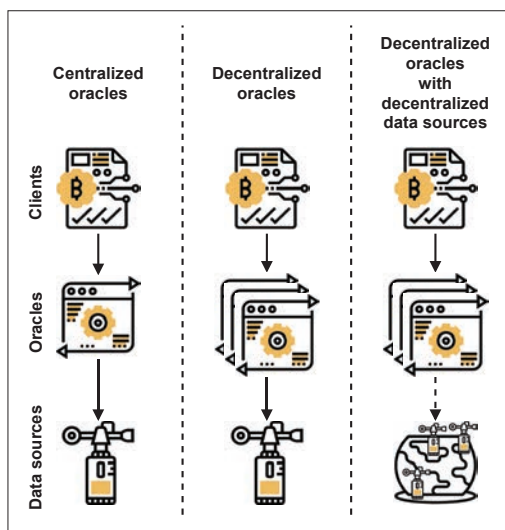 Centralized
oracles
Decentralized
oracles
Decentralized
oracles
with
decentralized
data sources
Clients
Oracles
Data sources